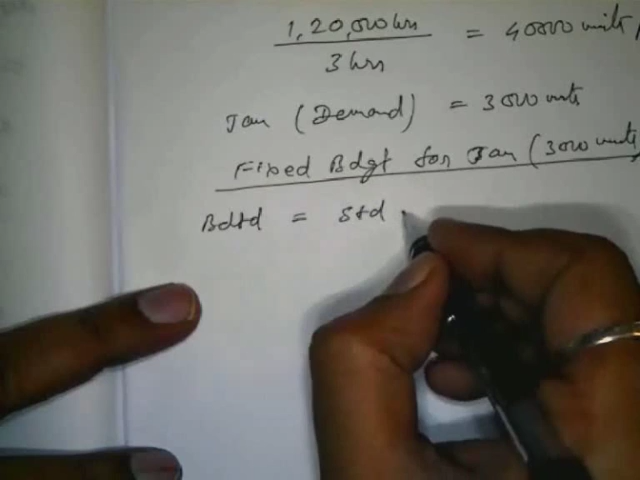 1,20,000 hrs
3 hrs
= 40000 units
Jan (Demand) = 3000 units
Fixed Bdgt for Jan (3000 units
Bdtd = Std